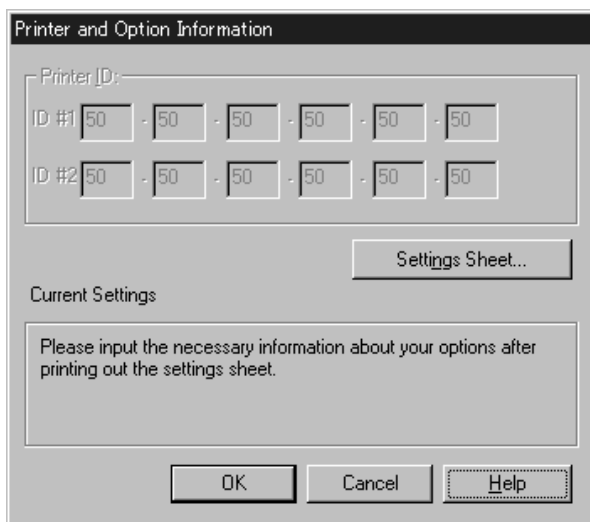 Printer and Option Information
Printer ID:
ID #1 50 - 50 - 50 - 50 - 50 - 50
ID #2 50 - 50 - 50 - 50 - 50 - 50
Settings Sheet...
Current Settings
Please input the necessary information about your options after
printing out the settings sheet.
OK Cancel Help